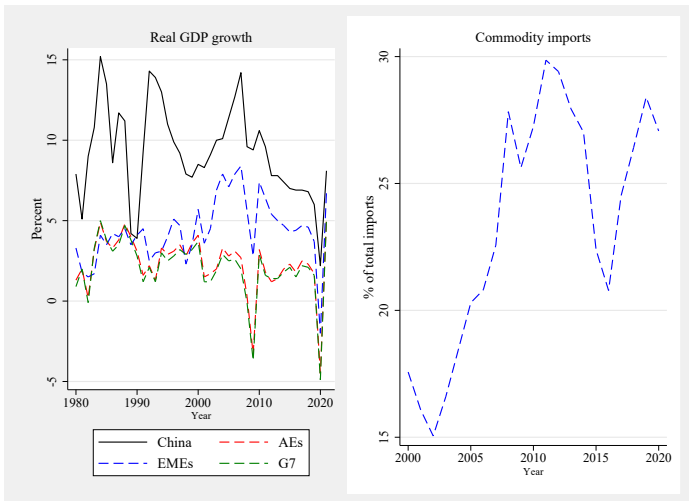 Real GDP growth
15
10
5
0
-5
Percent
1980
1990
2000
2010
2020
Year
China
AEs
EMEs
G7
Commodity imports
30
25
20
15
% of total imports
2000
2005
2010
2015
2020
Year